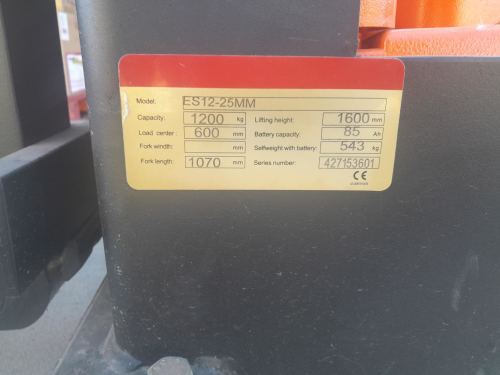 Model: ES12-25MM
Capacity: 1200 kg Lifting height: 1600 mm
Load center: 600 mm Battery capacity: 85 Ah
Fork windth: mm Selfweight with battery: 543 kg
Fork length: 1070 mm Series number: 427153601
CE